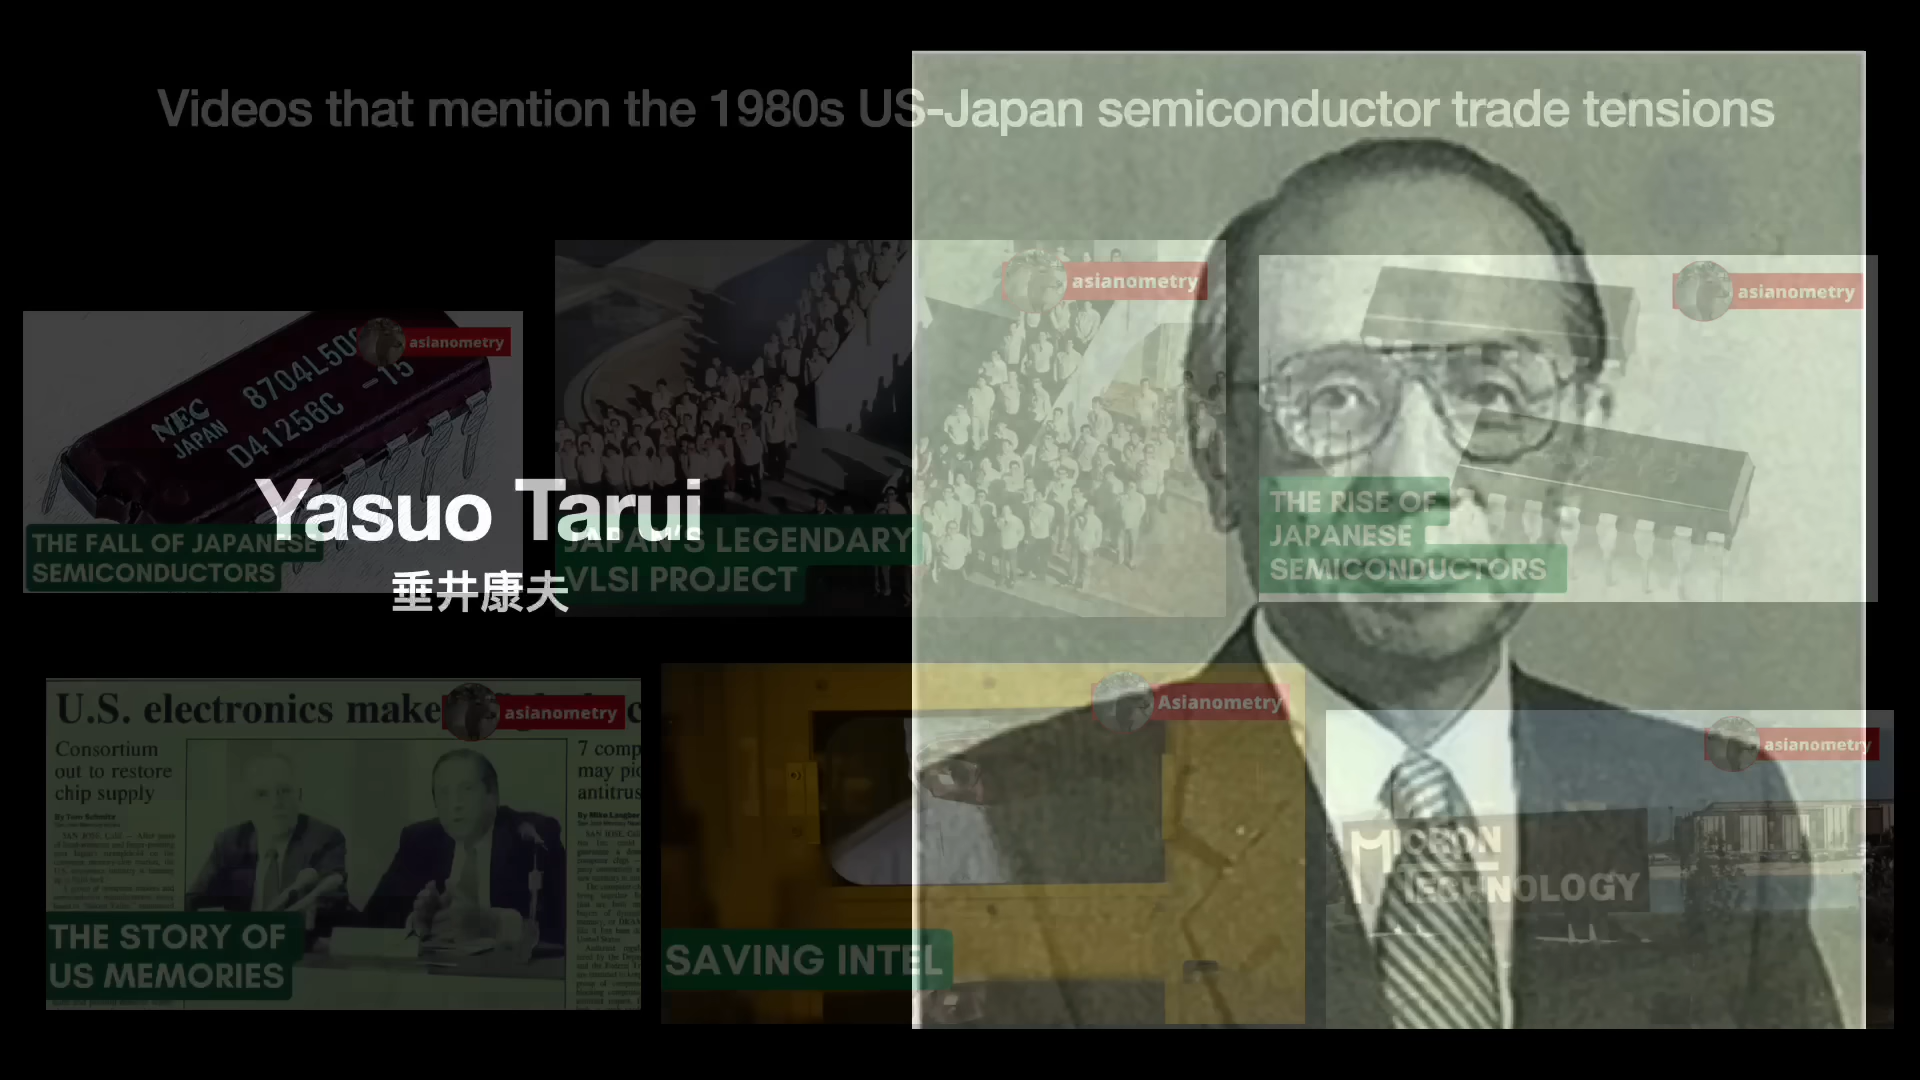 Videos that mention the 1980s US-Japan semiconductor trade tensions
asianometry
NEC
JAPAN
8704L50
D41256C
-15
THE FALL OF JAPANESE
SEMICONDUCTORS
asianometry
JAPAN'S LEGENDARY
VLSI PROJECT
asianometry
THE RISE OF
JAPANESE
SEMICONDUCTORS
Yasuo Tarui
垂井康夫
U.S. electronics make
asianometry
Consortium
out to restore
chip supply
7 comp
may pic
antitrus
THE STORY OF
US MEMORIES
Asianometry
SAVING INTEL
asianometry
MICRON
TECHNOLOGY